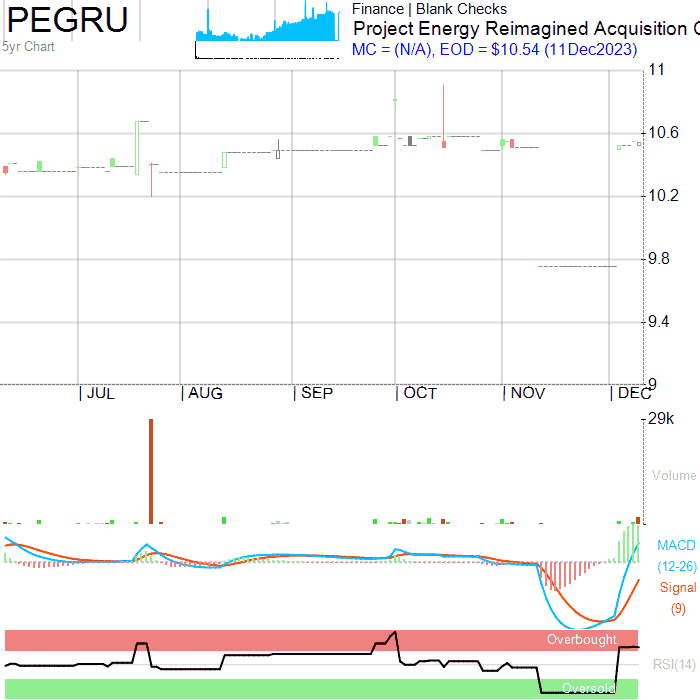 PEGRU
5yr Chart
Finance | Blank Checks
Project Energy Reimagined Acquisition C
MC = (N/A), EOD = $10.54 (11Dec2023)
11
10.6
10.2
9.8
9.4
9
JUL AUG SEP OCT NOV DEC
29k
Volume
MACD
(12-26)
Signal
(9)
Overbought
RSI(14)
Oversold